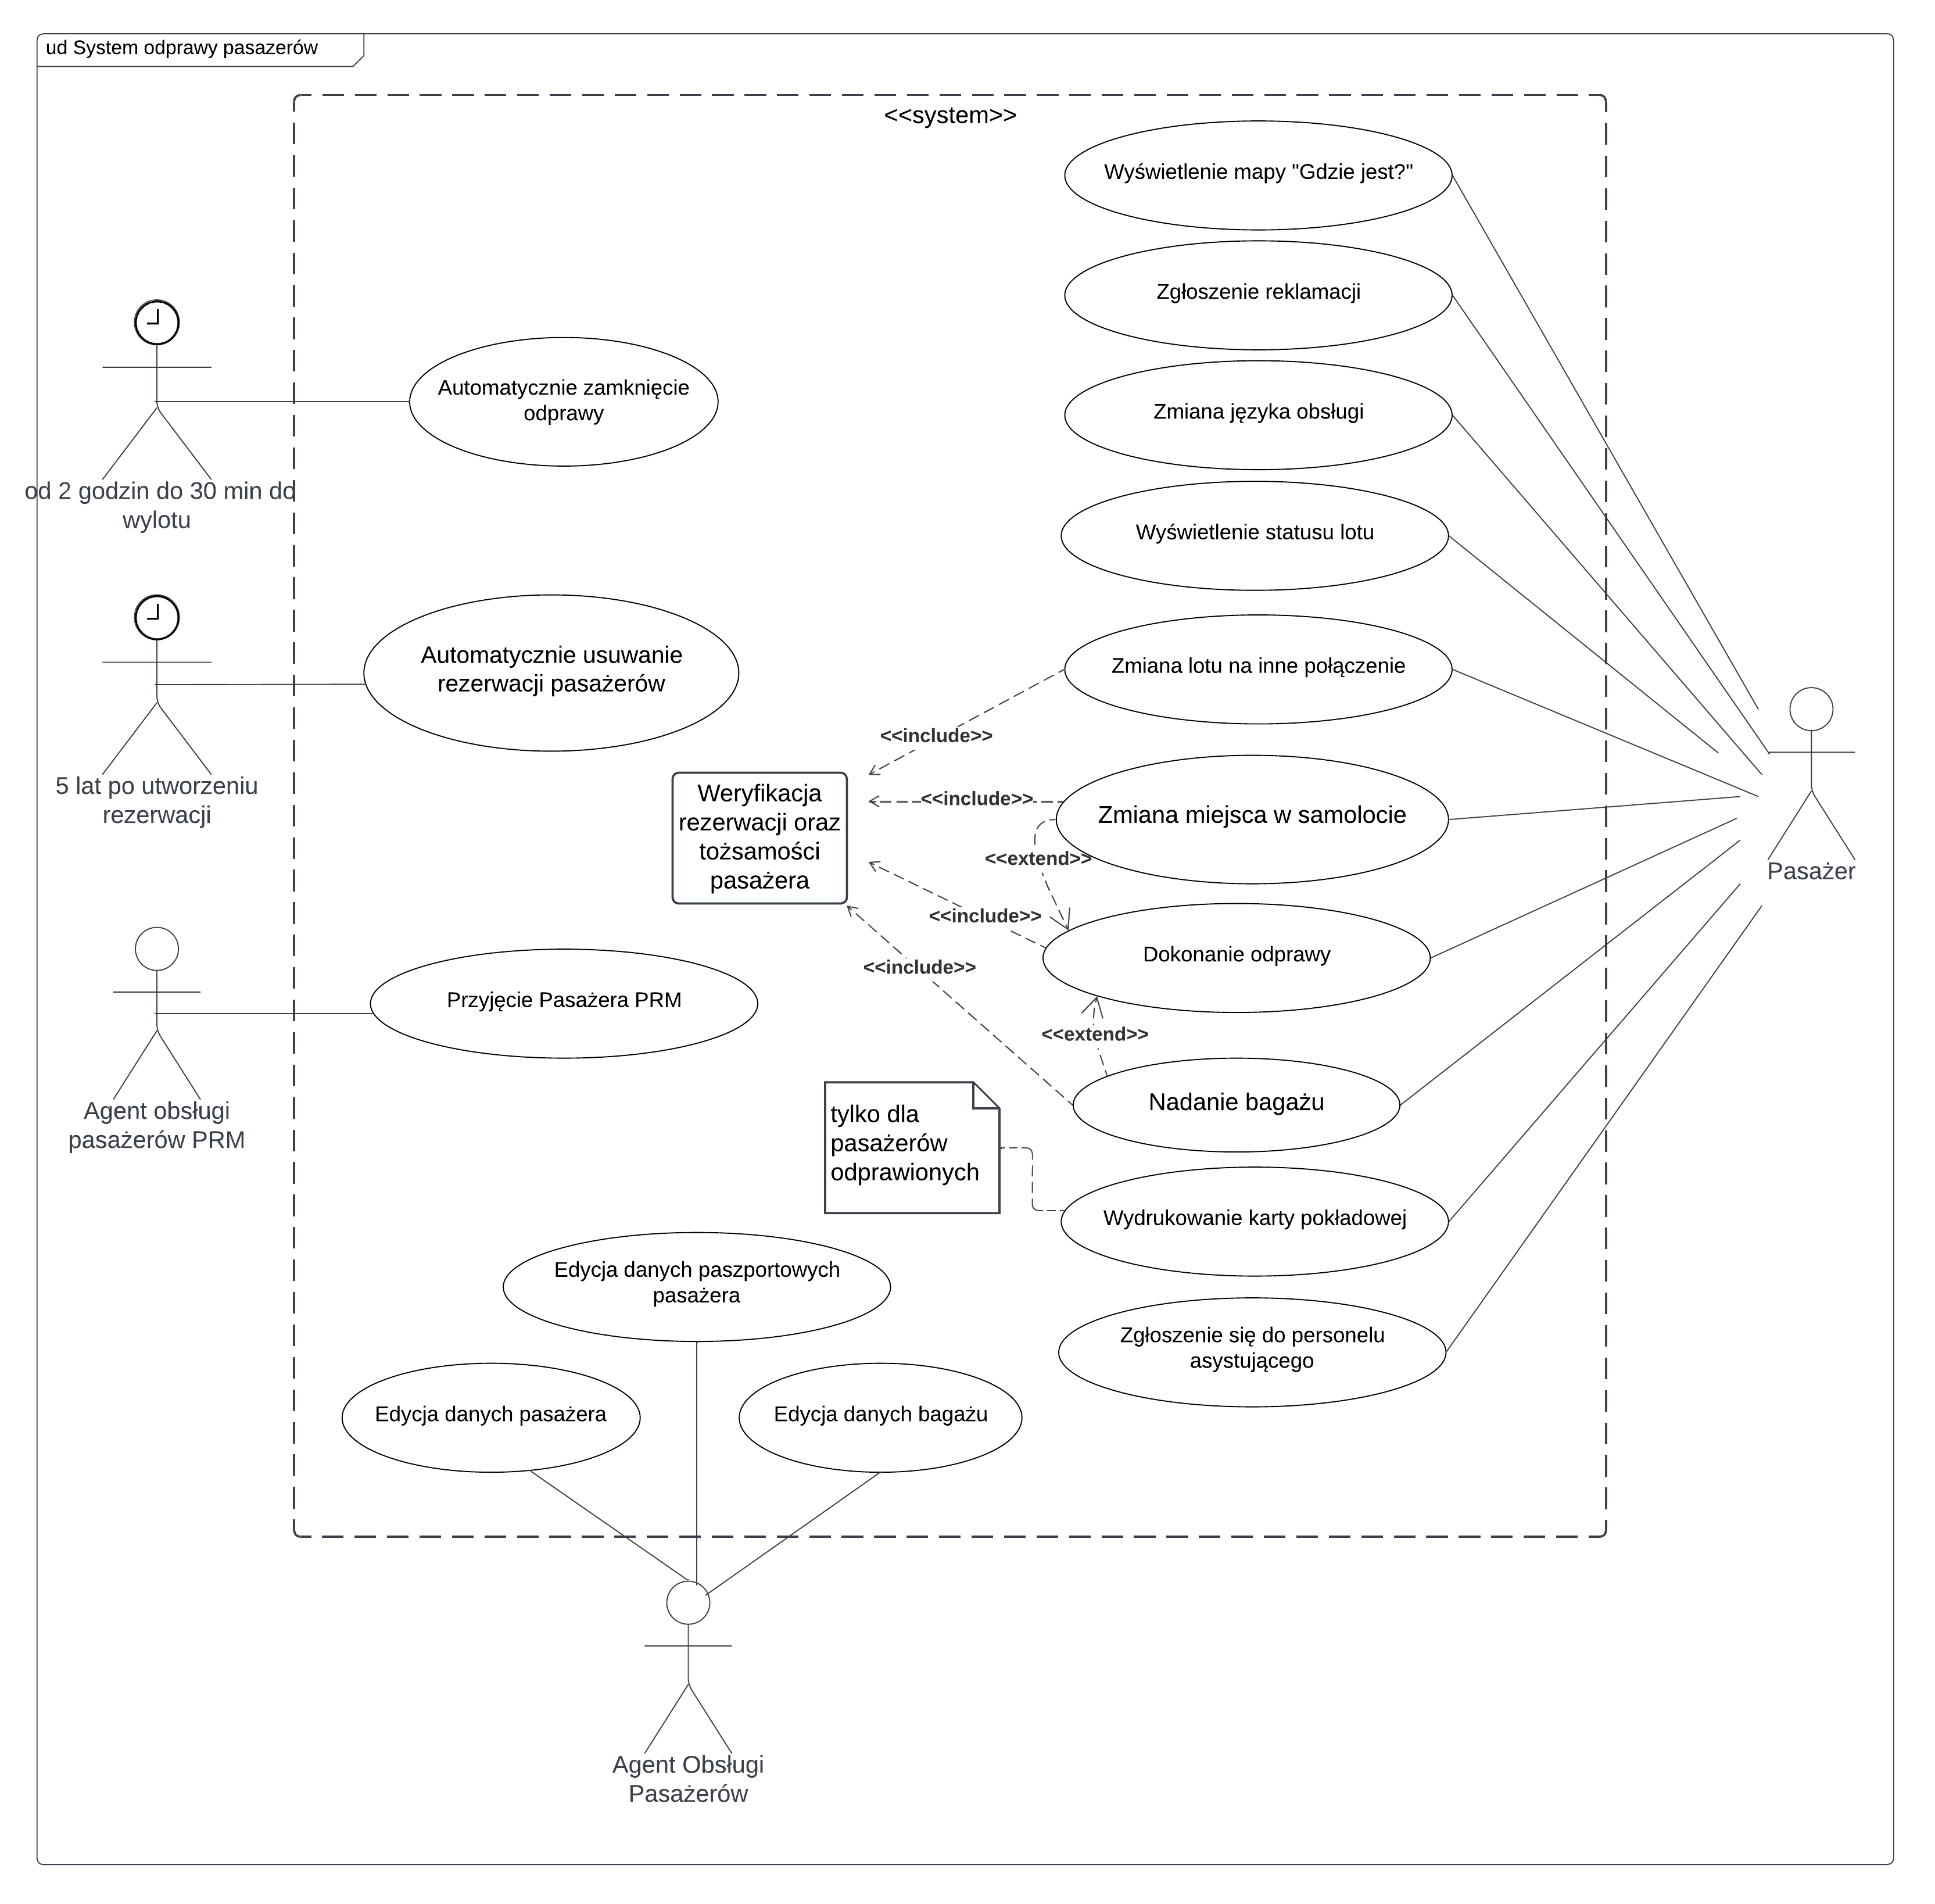 ud System odprawy pasazerów
<<system>>
Wyświetlenie mapy "Gdzie jest?"
Zgłoszenie reklamacji
Automatycznie zamknięcie
odprawy
Zmiana języka obsługi
od 2 godzin do 30 min do
wylotu
Wyświetlenie statusu lotu
Automatycznie usuwanie
rezerwacji pasażerów
Zmiana lotu na inne połączenie
<<include>>
5 lat po utworzeniu
rezerwacji
Weryfikacja
rezerwacji oraz
tożsamości
pasażera
<<include>>
Zmiana miejsca w samolocie
<<extend>>
Pasażer
<<include>>
Dokonanie odprawy
<<include>>
Przyjęcie Pasażera PRM
<<extend>>
Agent obsługi
pasażerów PRM
Nadanie bagażu
tylko dla
pasażerów
odprawionych
Wydrukowanie karty pokładowej
Edycja danych paszportowych
pasażera
Zgłoszenie się do personelu
asystującego
Edycja danych pasażera
Edycja danych bagażu
Agent Obsługi
Pasażerów